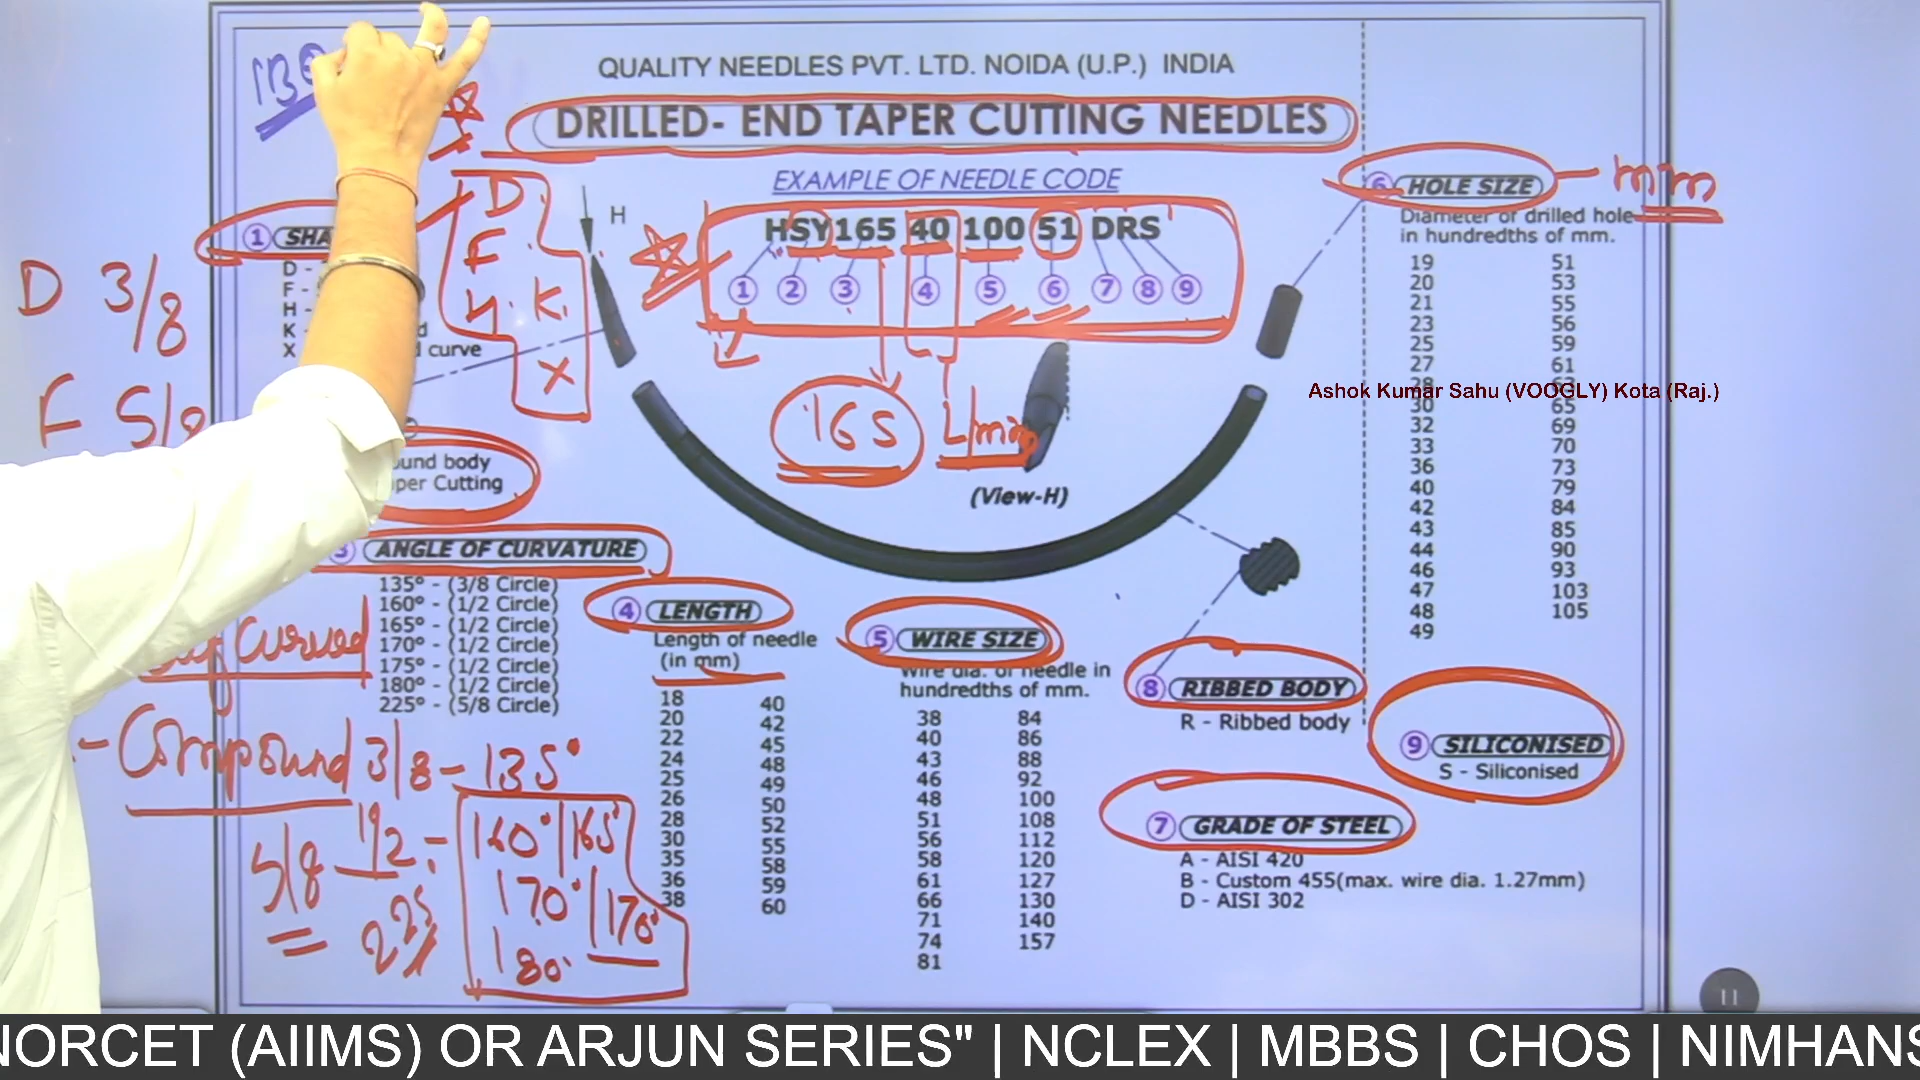 QUALITY NEEDLES PVT. LTD. NOIDA (U.P.) INDIA
DRILLED- END TAPER CUTTING NEEDLES
EXAMPLE OF NEEDLE CODE
HSY165 40 100 51 DRS
1 2 3 4 5 6 7 8 9
H
1 SHA
D -
F -
H -
K -
X
curve
D
F
H. K.
X
D 3/8
F 5/8
165
L/mm
(View-H)
Cutting
3 ANGLE OF CURVATURE
135° - (3/8 Circle)
160° - (1/2 Circle)
165° - (1/2 Circle)
170° - (1/2 Circle)
175° - (1/2 Circle)
180° - (1/2 Circle)
225° - (5/8 Circle)
curved
- Compound
3/8 - 135°
1/2 -
160° / 165°
170° / 176°
180°
5/8
225
4 LENGTH
Length of needle
(in mm)
18 40
20 42
22 45
24 48
25 49
26 50
28 52
30 55
35 58
36 59
38 60
5 WIRE SIZE
Wire dia. of needle in
hundredths of mm.
38 84
40 86
43 88
46 92
48 100
51 108
56 112
58 120
61 127
66 130
71 140
74 157
81
6 HOLE SIZE
mm
Diameter of drilled hole
in hundredths of mm.
19 51
20 53
21 55
23 56
25 59
27 61
Ashok Kumar Sahu (VOOGLY) Kota (Raj.)
30 65
32 69
33 70
36 73
40 79
42 84
43 85
44 90
46 93
47 103
48 105
49
8 RIBBED BODY
R - Ribbed body
9 SILICONISED
S - Siliconised
7 GRADE OF STEEL
A - AISI 420
B - Custom 455(max. wire dia. 1.27mm)
D - AISI 302
11
NORCET (AIIMS) OR ARJUN SERIES" | NCLEX | MBBS | CHOS | NIMHANS